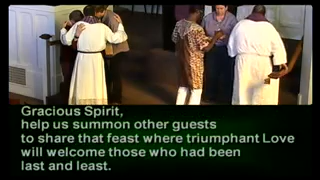 Gracious Spirit,
help us summon other guests
to share that feast where triumphant Love
will welcome those who had been
last and least.